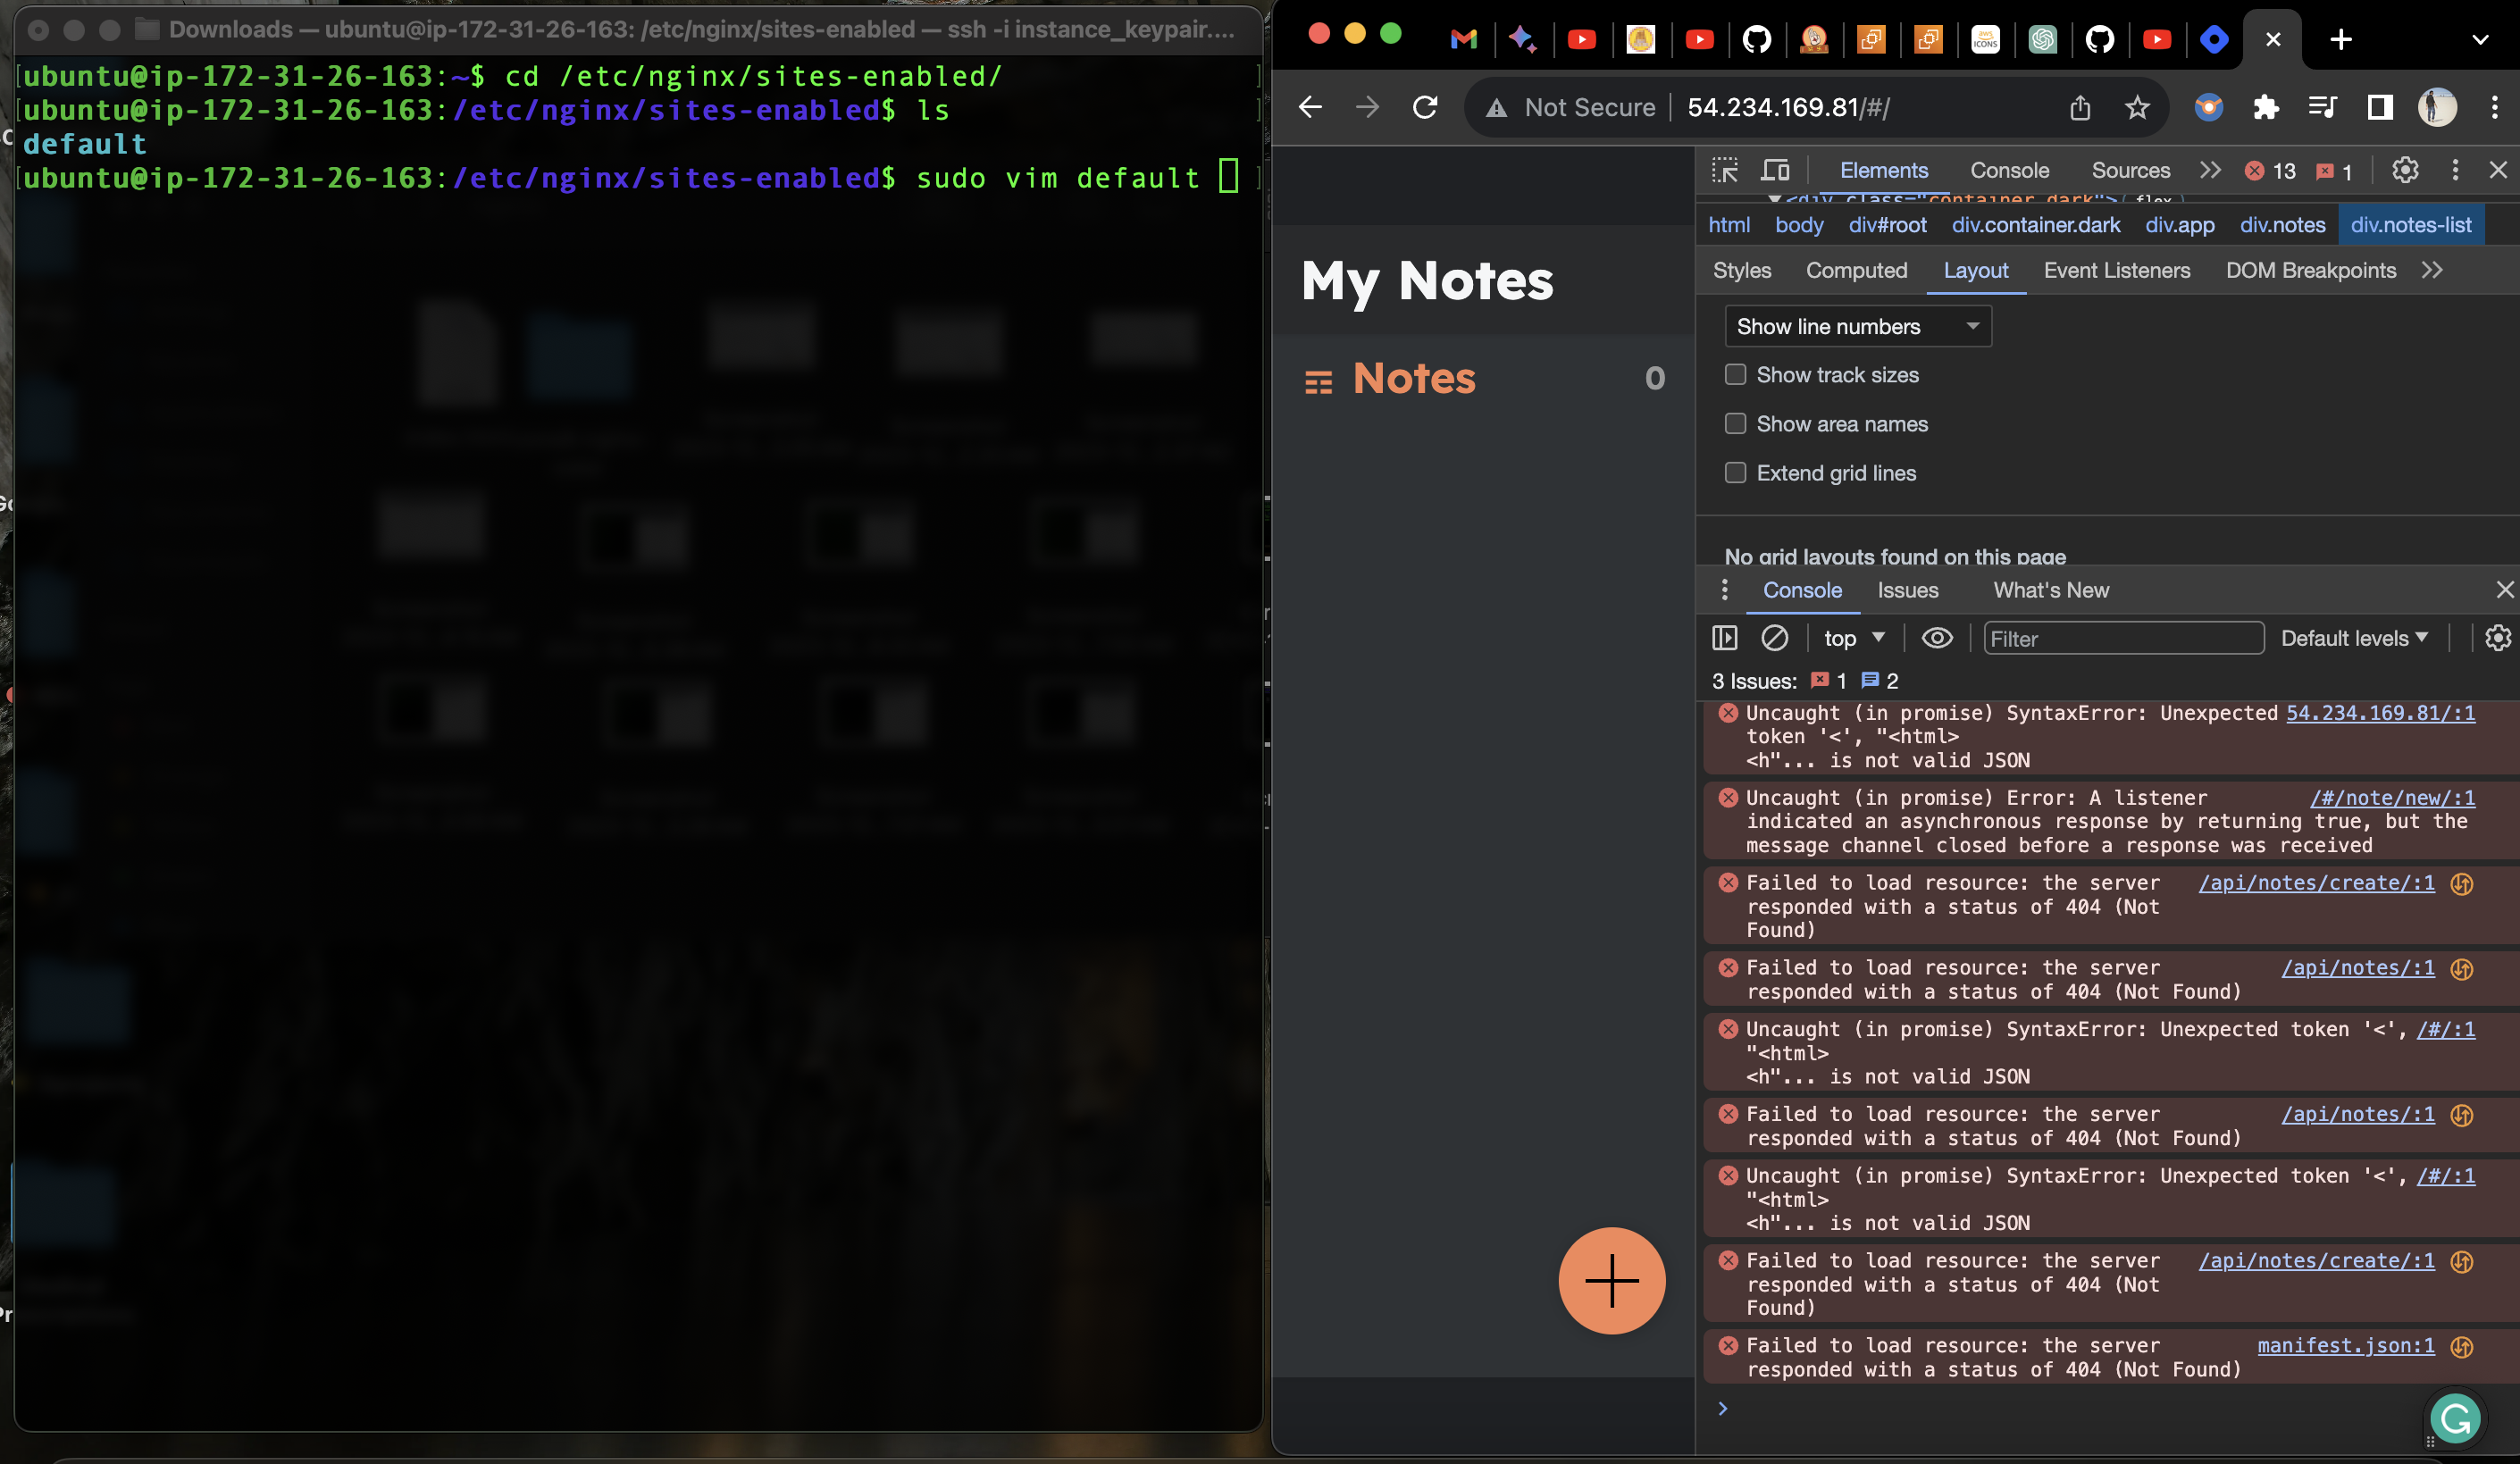 Downloads — ubuntu@ip-172-31-26-163: /etc/nginx/sites-enabled — ssh -i instance_keypair....
ubuntu@ip-172-31-26-163:~$ cd /etc/nginx/sites-enabled/
ubuntu@ip-172-31-26-163:/etc/nginx/sites-enabled$ ls
default
ubuntu@ip-172-31-26-163:/etc/nginx/sites-enabled$ sudo vim default
Not Secure 54.234.169.81/#/
My Notes
Notes 0
Elements Console Sources 13 1
<div class="container dark"> flex
html body div#root div.container.dark div.app div.notes div.notes-list
Styles Computed Layout Event Listeners DOM Breakpoints
Show line numbers
Show track sizes
Show area names
Extend grid lines
No grid layouts found on this page
Console Issues What's New
top Filter Default levels
3 Issues: 1 2
Uncaught (in promise) SyntaxError: Unexpected 54.234.169.81/:1
token '<', "<html>
<h"... is not valid JSON
Uncaught (in promise) Error: A listener /#/note/new/:1
indicated an asynchronous response by returning true, but the
message channel closed before a response was received
Failed to load resource: the server /api/notes/create/:1
responded with a status of 404 (Not
Found)
Failed to load resource: the server /api/notes/:1
responded with a status of 404 (Not Found)
Uncaught (in promise) SyntaxError: Unexpected token '<', /#/:1
"<html>
<h"... is not valid JSON
Failed to load resource: the server /api/notes/:1
responded with a status of 404 (Not Found)
Uncaught (in promise) SyntaxError: Unexpected token '<', /#/:1
"<html>
<h"... is not valid JSON
Failed to load resource: the server /api/notes/create/:1
responded with a status of 404 (Not
Found)
Failed to load resource: the server manifest.json:1
responded with a status of 404 (Not Found)